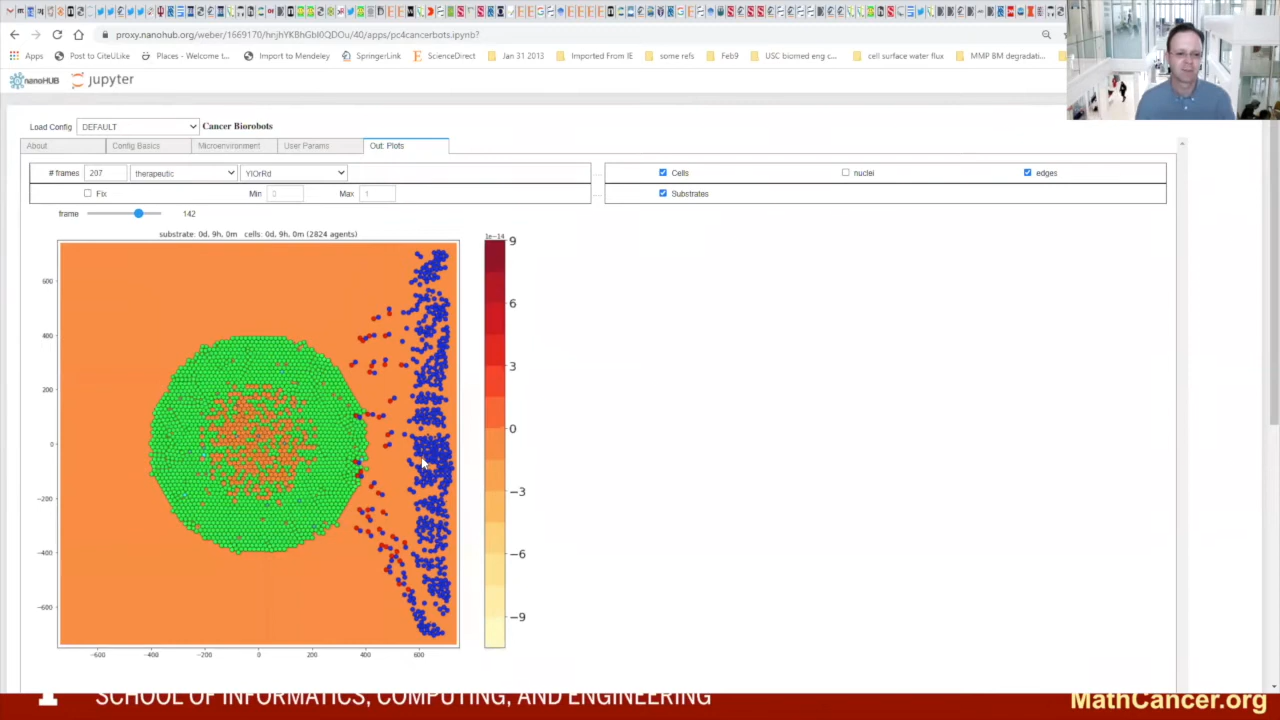 proxy.nanohub.org/weber/1669170/hnjhYKBhGbI0QDOu/40/apps/pc4cancerbots.ipynb?
Apps Post to CiteULike Places - Welcome t... Import to Mendeley SpringerLink ScienceDirect Jan 31 2013 Imported From IE some refs Feb9 USC biomed eng c... cell surface water flux MMP BM degradati...
nanoHUB jupyter
Load Config DEFAULT Cancer Biorobots
About Config Basics Microenvironment User Params Out: Plots
# frames 207 therapeutic YlOrRd Cells nuclei edges
Fix Min 0 Max 1 Substrates
frame 142
substrate: 0d, 9h, 0m cells: 0d, 9h, 0m (2824 agents)
1e-14
9
6
3
0
−3
−6
−9
600
400
200
0
−200
−400
−600
−600 −400 −200 0 200 400 600
SCHOOL OF INFORMATICS, COMPUTING, AND ENGINEERING
MathCancer.org